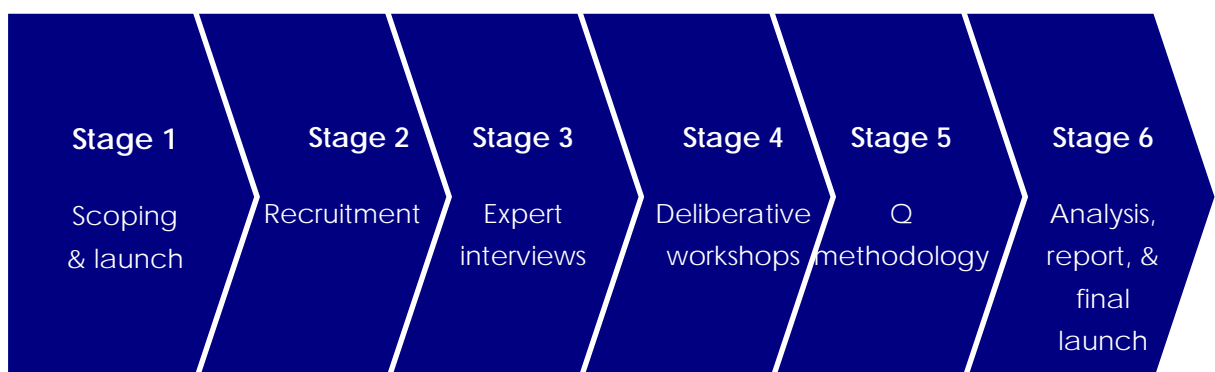 Stage 1
Scoping
& launch
Stage 2
Recruitment
Stage 3
Expert
interviews
Stage 4
Deliberative
workshops
Stage 5
Q
methodology
Stage 6
Analysis,
report, &
final
launch